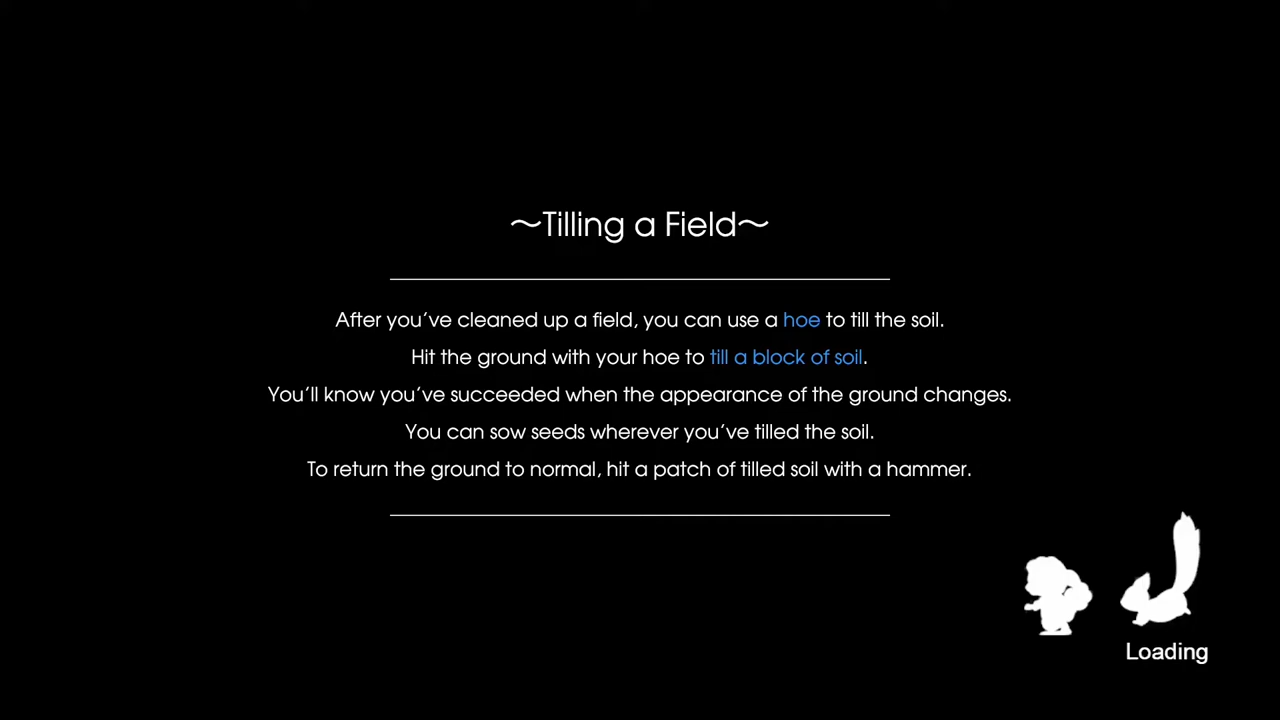 ～Tilling a Field～
After you've cleaned up a field, you can use a hoe to till the soil.
Hit the ground with your hoe to till a block of soil.
You'll know you've succeeded when the appearance of the ground changes.
You can sow seeds wherever you've tilled the soil.
To return the ground to normal, hit a patch of tilled soil with a hammer.
Loading